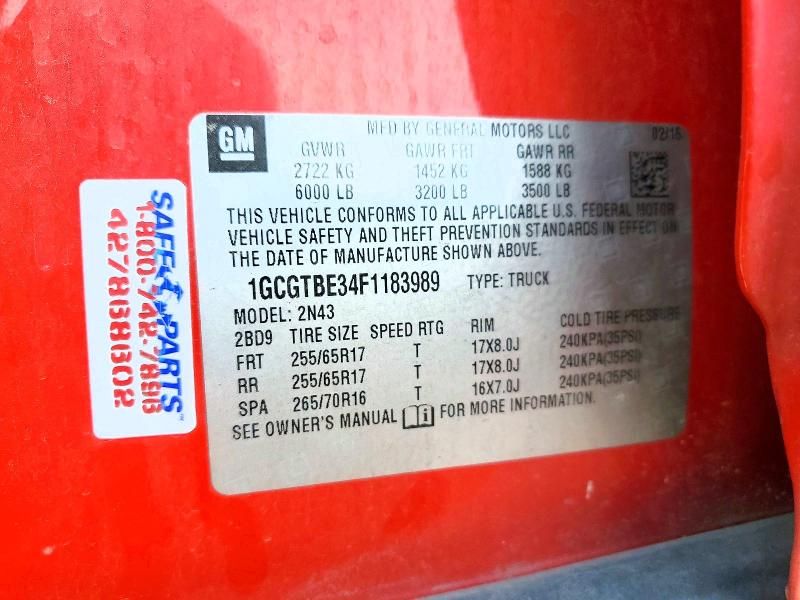 GM
MFD BY GENERAL MOTORS LLC 02/15
GVWR GAWR FRT GAWR RR
2722 KG 1452 KG 1588 KG
6000 LB 3200 LB 3500 LB
THIS VEHICLE CONFORMS TO ALL APPLICABLE U.S. FEDERAL MOTOR
VEHICLE SAFETY AND THEFT PREVENTION STANDARDS IN EFFECT ON
THE DATE OF MANUFACTURE SHOWN ABOVE.
1GCGTBE34F1183989 TYPE: TRUCK
MODEL: 2N43
2BD9 TIRE SIZE SPEED RTG RIM COLD TIRE PRESSURE
FRT 255/65R17 T 17X8.0J 240KPA(35PSI)
RR 255/65R17 T 17X8.0J 240KPA(35PSI)
SPA 265/70R16 T 16X7.0J 240KPA(35PSI)
SEE OWNER'S MANUAL i FOR MORE INFORMATION.
SAFE-T-PARTS™
1-800-742-7896
427888302